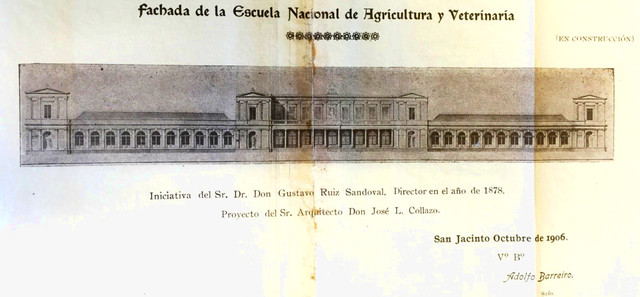 Fachada de la Escuela Nacional de Agricultura y Veterinaria
(EN CONSTRUCCIÓN)
Iniciativa del Sr. Dr. Don Gustavo Ruiz Sandoval. Director en el año de 1878.
Proyecto del Sr. Arquitecto Don José L. Collazo.
San Jacinto Octubre de 1906.
Vº Bº
Adolfo Barreiro.